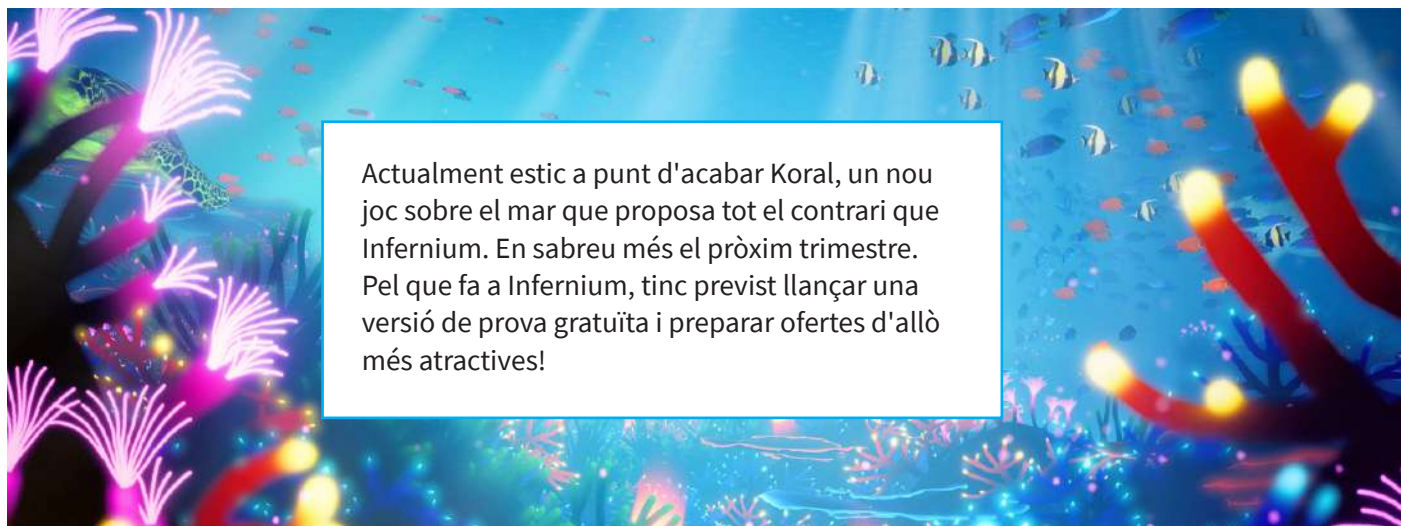 Actualment estic a punt d'acabar Koral, un nou
joc sobre el mar que proposa tot el contrari que
Infernium. En sabreu més el pròxim trimestre.
Pel que fa a Infernium, tinc previst llançar una
versió de prova gratuïta i preparar ofertes d'allò
més atractives!